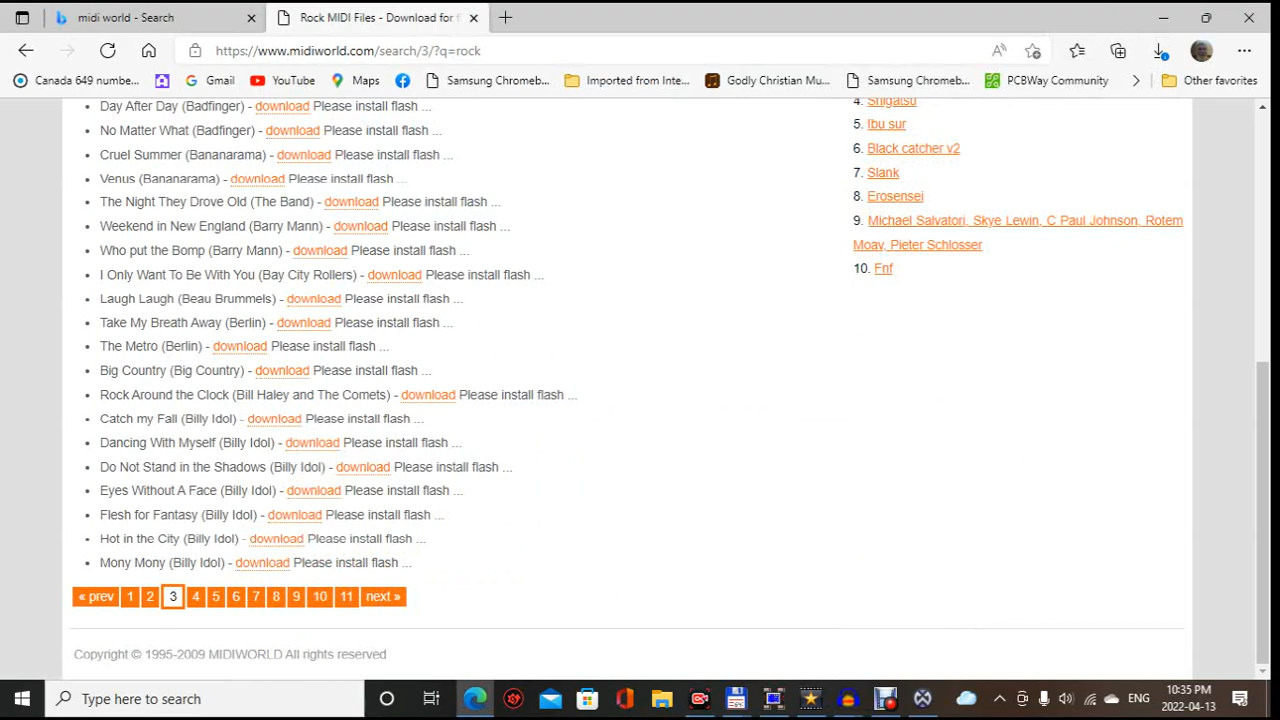 midi world - Search
Rock MIDI Files - Download for f
https://www.midiworld.com/search/3/?q=rock
Canada 649 numbe...
Gmail
YouTube
Maps
Samsung Chromeb...
Imported from Inte...
Godly Christian Mu...
Samsung Chromeb...
PCBWay Community
Other favorites
• Day After Day (Badfinger) - download Please install flash ...
• No Matter What (Badfinger) - download Please install flash ...
• Cruel Summer (Bananarama) - download Please install flash ...
• Venus (Bananarama) - download Please install flash ...
• The Night They Drove Old (The Band) - download Please install flash ...
• Weekend in New England (Barry Mann) - download Please install flash ...
• Who put the Bomp (Barry Mann) - download Please install flash ...
• I Only Want To Be With You (Bay City Rollers) - download Please install flash ...
• Laugh Laugh (Beau Brummels) - download Please install flash ...
• Take My Breath Away (Berlin) - download Please install flash ...
• The Metro (Berlin) - download Please install flash ...
• Big Country (Big Country) - download Please install flash ...
• Rock Around the Clock (Bill Haley and The Comets) - download Please install flash ...
• Catch my Fall (Billy Idol) - download Please install flash ...
• Dancing With Myself (Billy Idol) - download Please install flash ...
• Do Not Stand in the Shadows (Billy Idol) - download Please install flash ...
• Eyes Without A Face (Billy Idol) - download Please install flash ...
• Flesh for Fantasy (Billy Idol) - download Please install flash ...
• Hot in the City (Billy Idol) - download Please install flash ...
• Mony Mony (Billy Idol) - download Please install flash ...
4. Shigatsu
5. Ibu sur
6. Black catcher v2
7. Slank
8. Erosensei
9. Michael Salvatori, Skye Lewin, C Paul Johnson, Rotem
Moav, Pieter Schlosser
10. Fnf
« prev 1 2 3 4 5 6 7 8 9 10 11 next »
Copyright © 1995-2009 MIDIWORLD All rights reserved
Type here to search
ENG
10:35 PM
2022-04-13